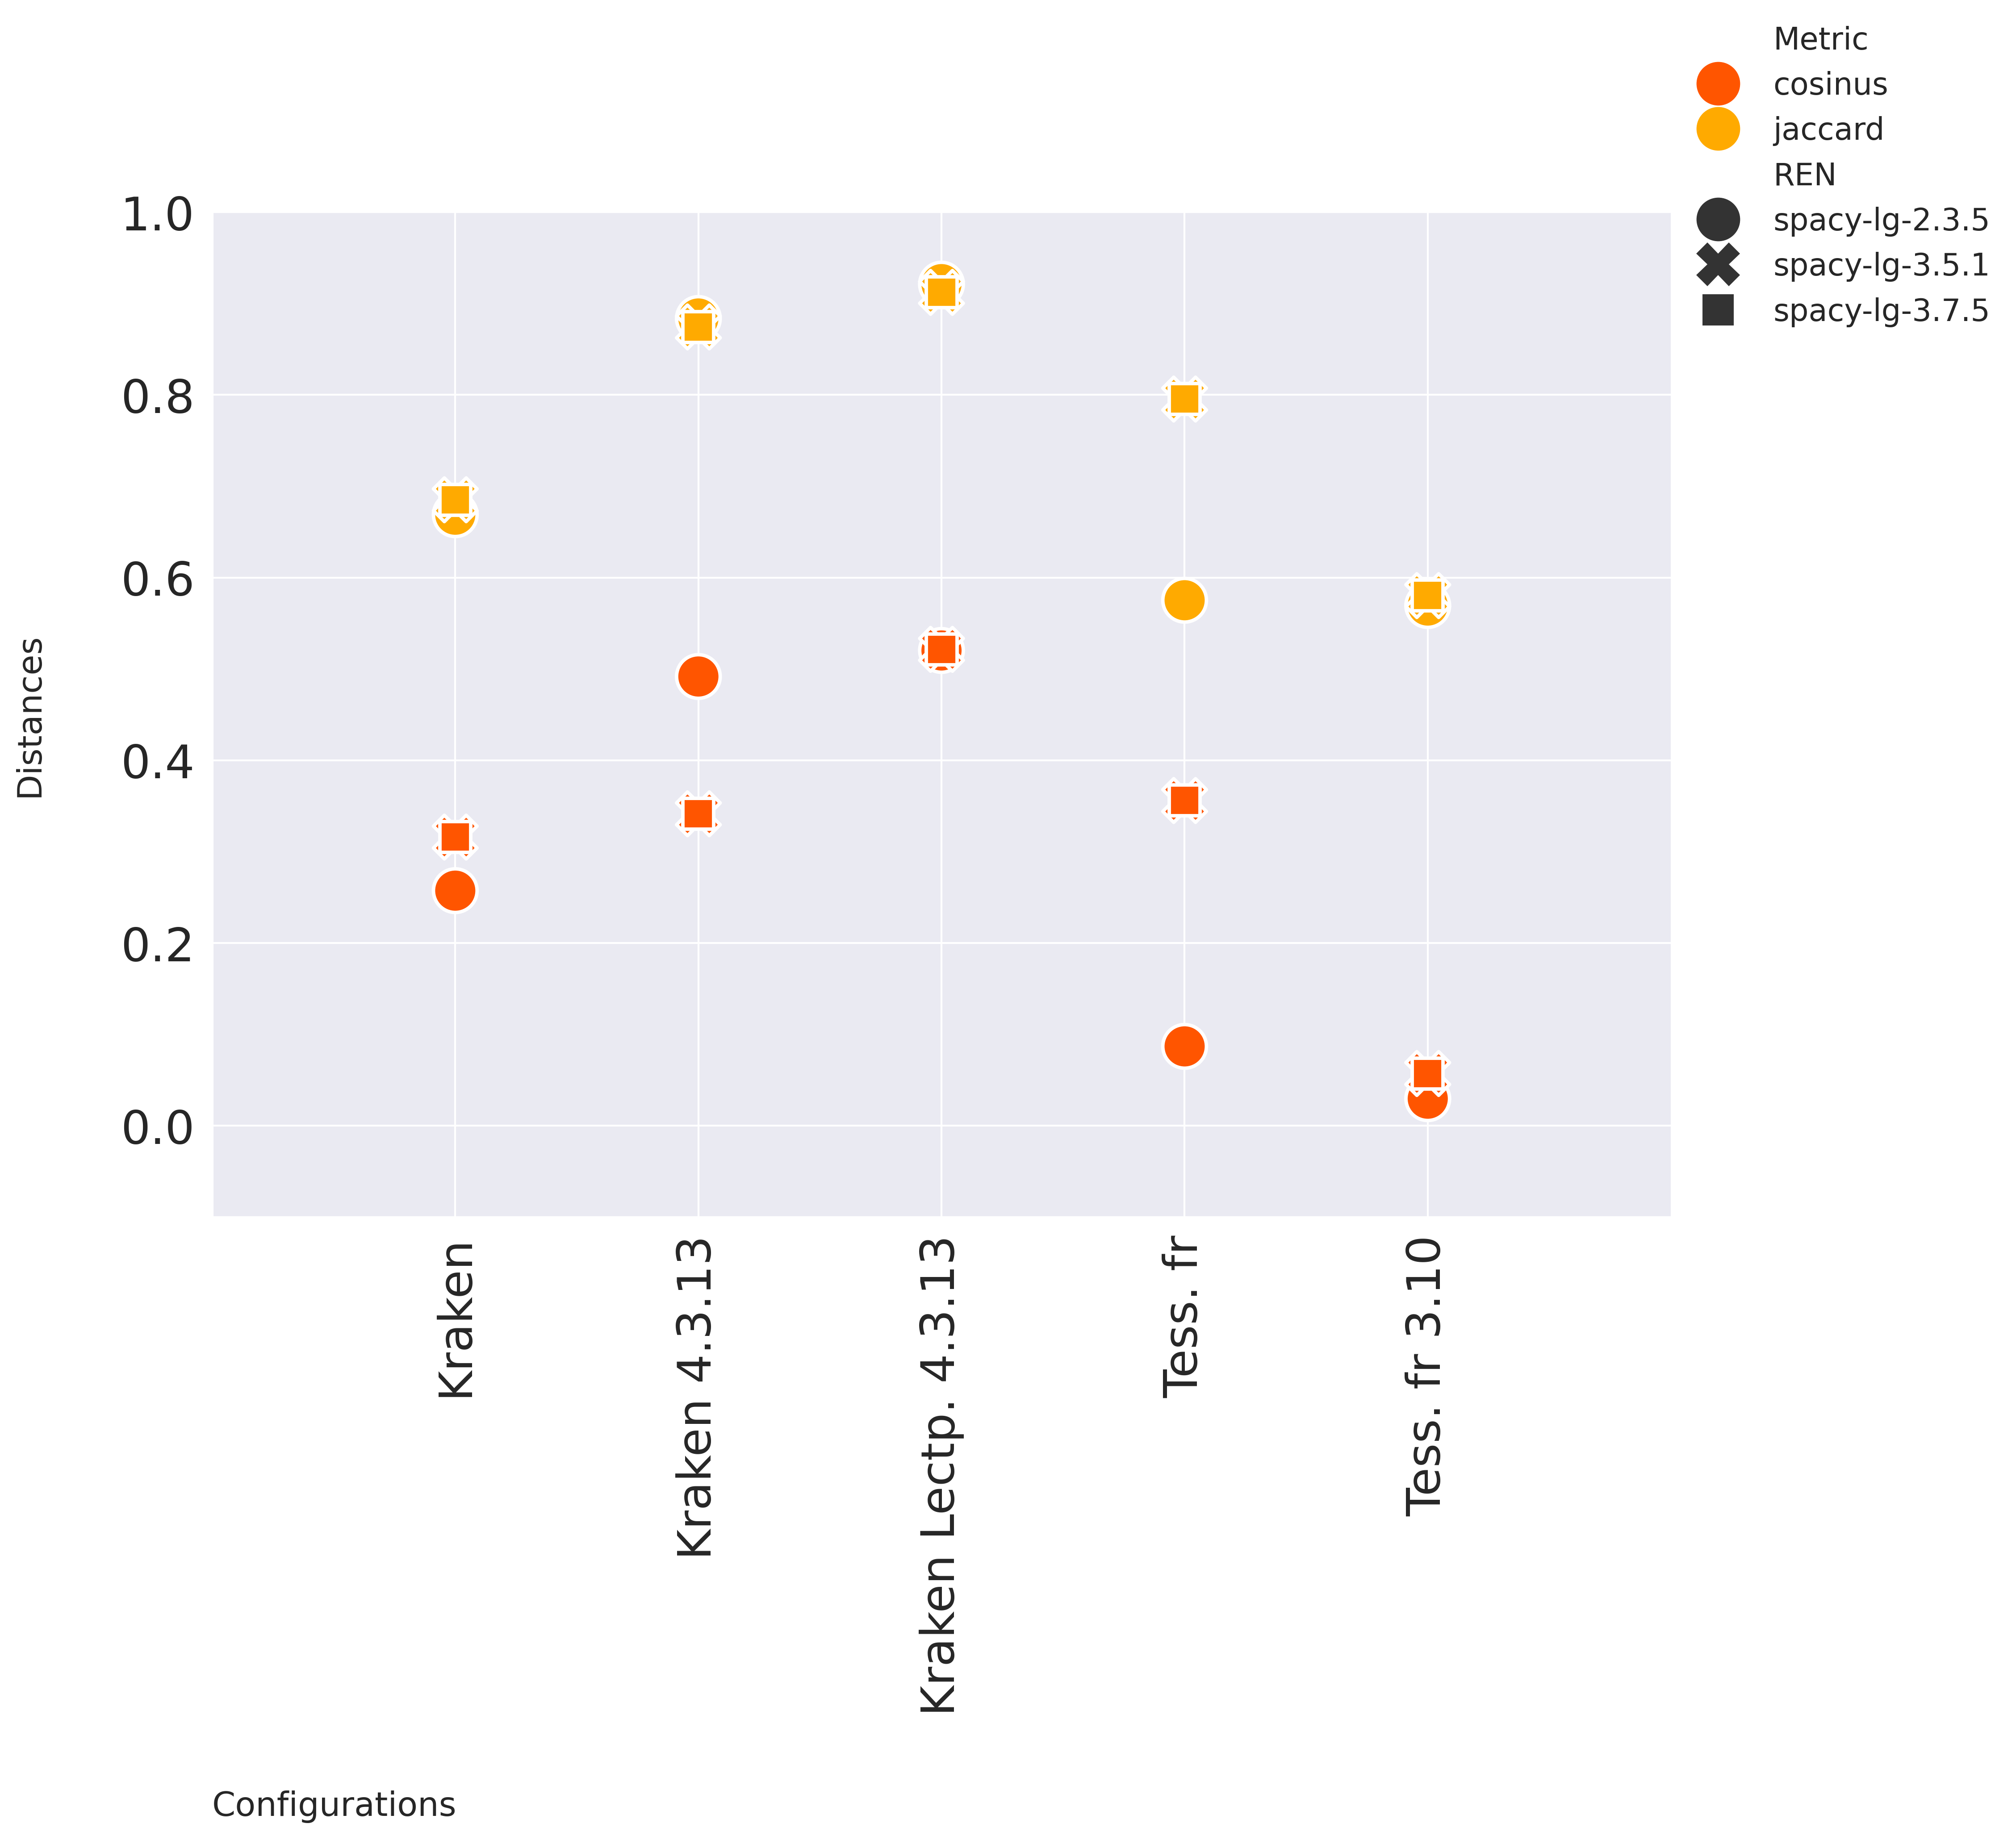 Metric
cosinus
jaccard
REN
spacy-lg-2.3.5
spacy-lg-3.5.1
spacy-lg-3.7.5
1.0
0.8
0.6
0.4
0.2
0.0
Distances
Kraken
Kraken 4.3.13
Kraken Lectp. 4.3.13
Tess. fr
Tess. fr 3.10
Configurations